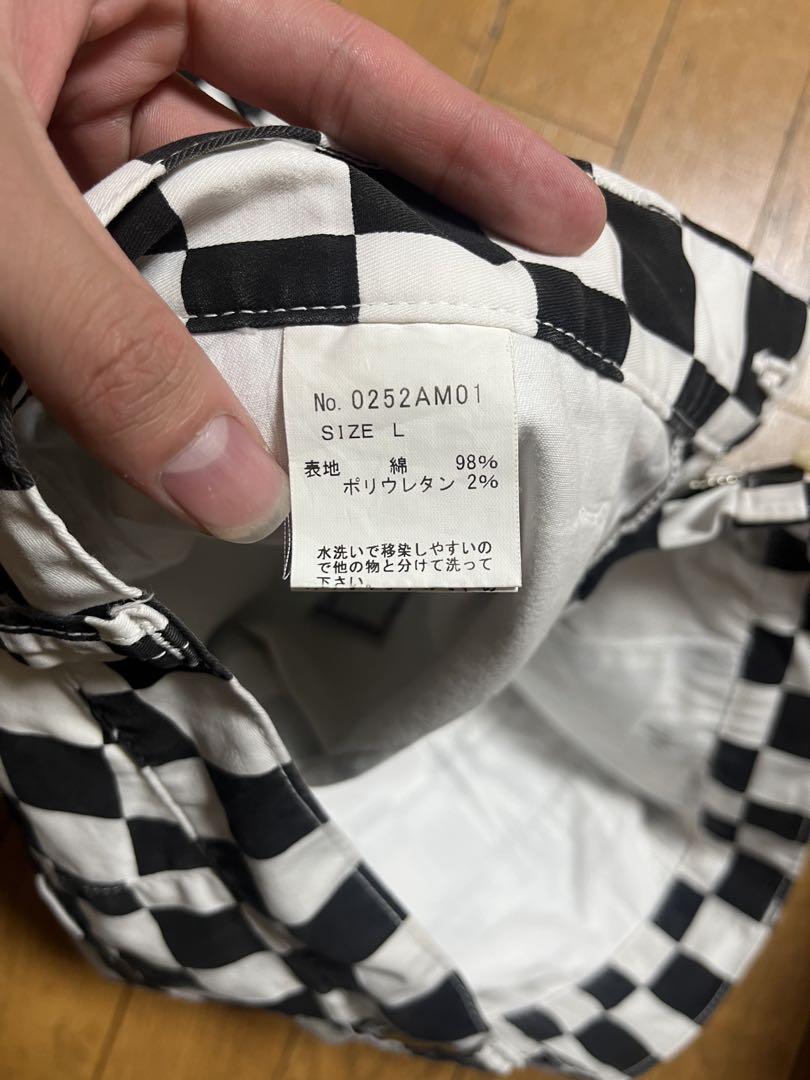 No. 0252AM01
SIZE L
表地 綿 98%
ポリウレタン 2%
水洗いで移染しやすいの
で他の物と分けて洗って
下さい。